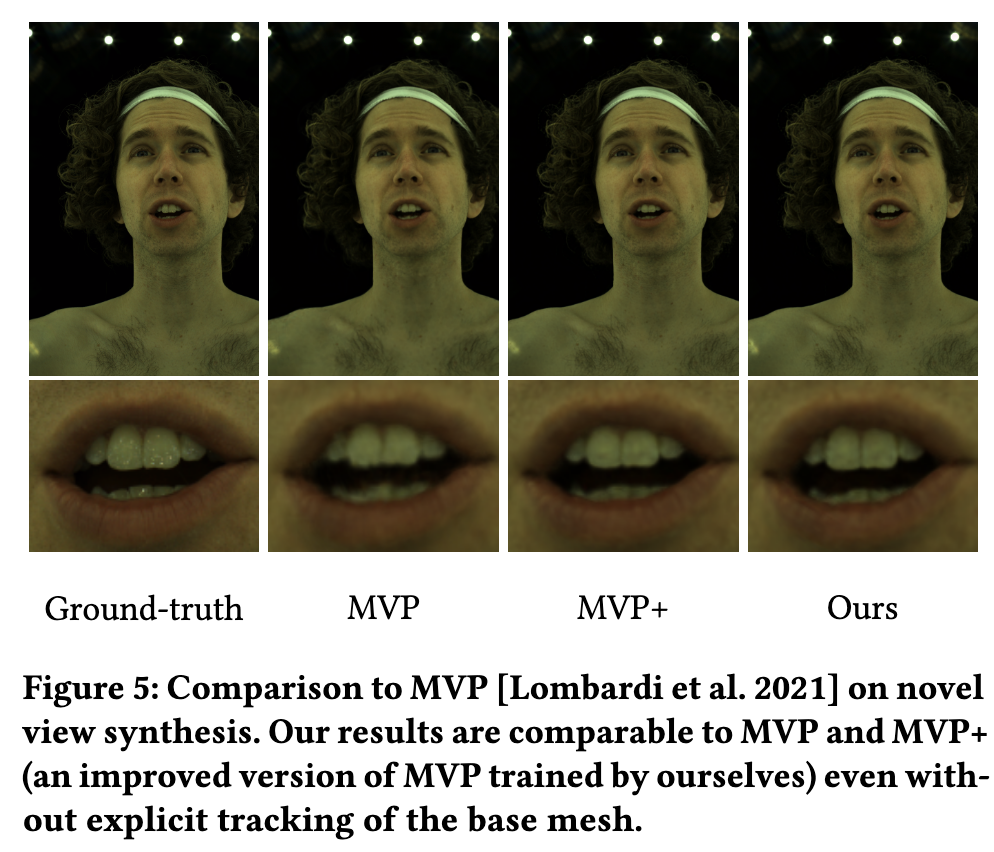 Ground-truth MVP MVP+ Ours
Figure 5: Comparison to MVP [Lombardi et al. 2021] on novel
view synthesis. Our results are comparable to MVP and MVP+
(an improved version of MVP trained by ourselves) even with-
out explicit tracking of the base mesh.